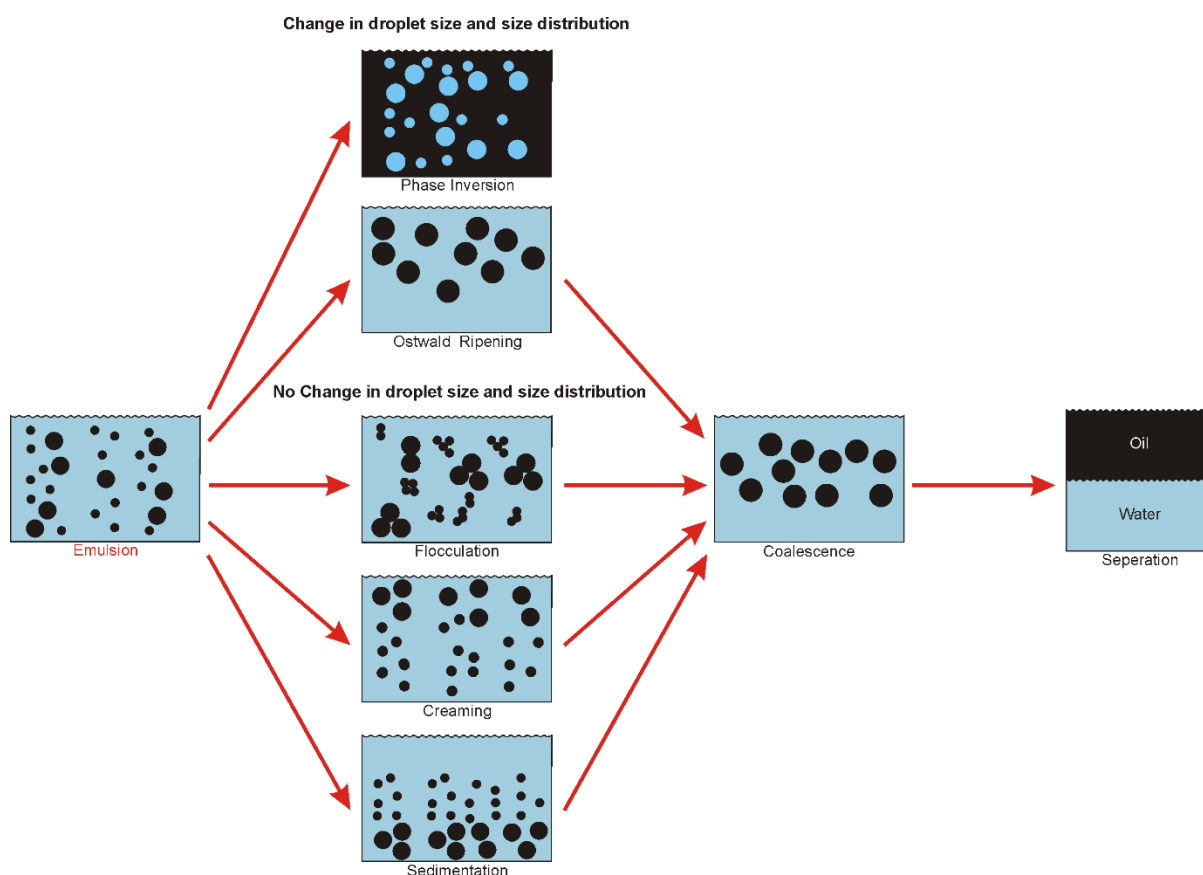 Change in droplet size and size distribution
Phase Inversion
Ostwald Ripening
No Change in droplet size and size distribution
Emulsion
Flocculation
Creaming
Sedimentation
Coalescence
Oil
Water
Seperation